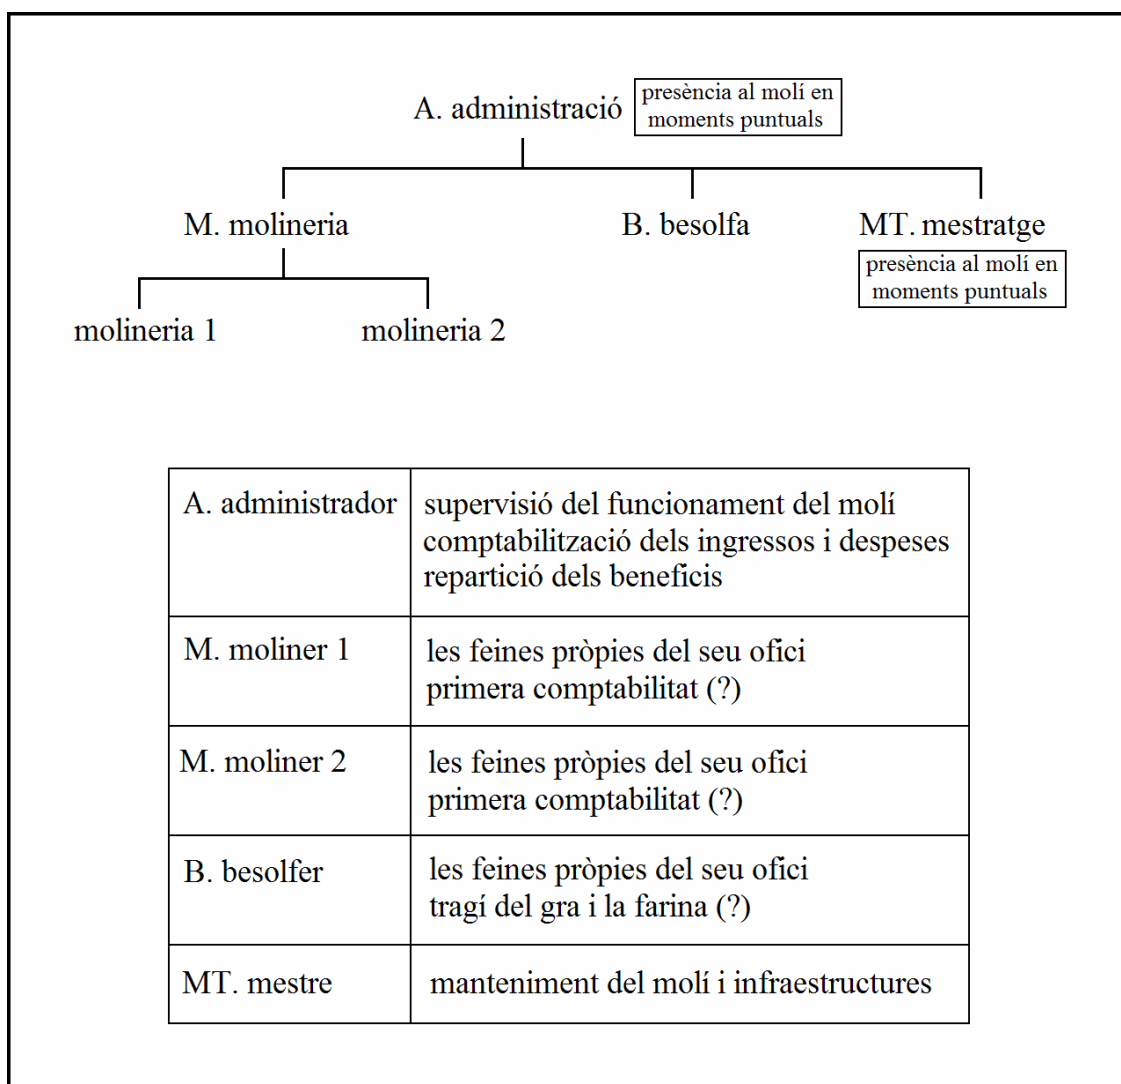 A. administració
presència al molí en
moments puntuals
M. molineria
B. besolfa
MT. mestratge
presència al molí en
moments puntuals
molineria 1
molineria 2
A. administrador
supervisió del funcionament del molí
comptabilització dels ingressos i despeses
repartició dels beneficis
M. moliner 1
les feines pròpies del seu ofici
primera comptabilitat (?)
M. moliner 2
les feines pròpies del seu ofici
primera comptabilitat (?)
B. besolfer
les feines pròpies del seu ofici
tragí del gra i la farina (?)
MT. mestre
manteniment del molí i infraestructures